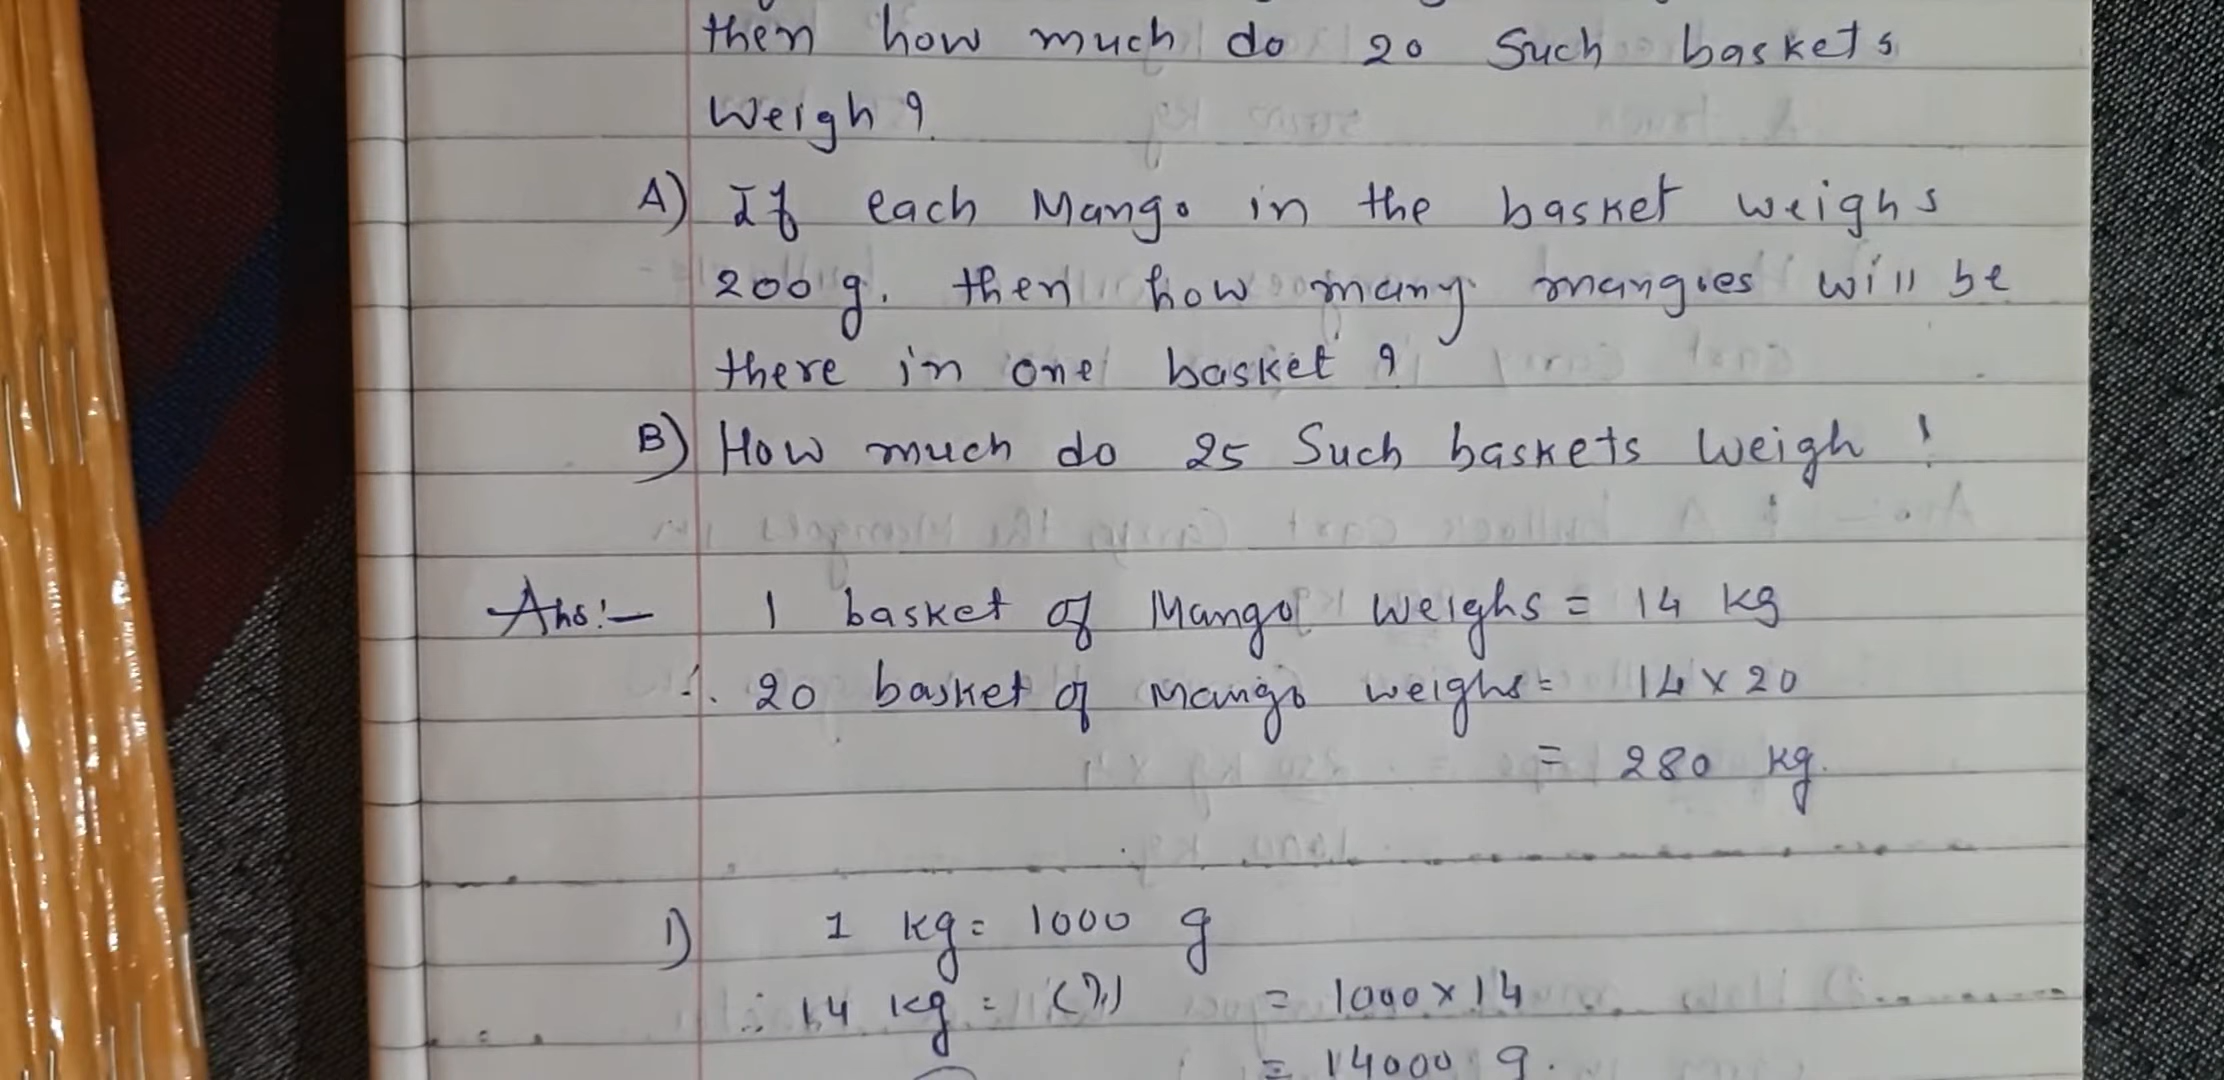 then how much do 20 Such baskets
Weigh ?
A) If each Mango in the basket weighs
200 g. then how many mangoes will be
there in one basket ?
B) How much do 25 Such baskets Weigh !
Ans:- 1 basket of Mango weighs = 14 kg
∴ 20 basket of Mango weighs = 14 x 20
= 280 kg.
1) 1 kg = 1000 g
∴ 14 kg = (?) = 1000 x 14
= 14000 g.